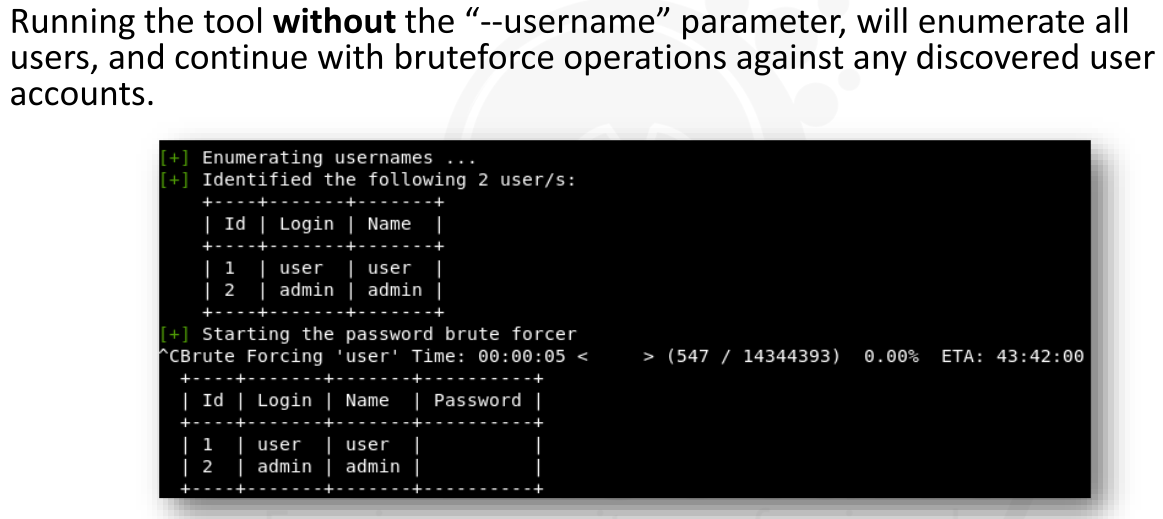 Running the tool without the “--username” parameter, will enumerate all
users, and continue with bruteforce operations against any discovered user
accounts.
[+] Enumerating usernames ...
[+] Identified the following 2 user/s:
    +----+-------+-------+
    | Id | Login | Name  |
    +----+-------+-------+
    | 1  | user  | user  |
    | 2  | admin | admin |
    +----+-------+-------+
[+] Starting the password brute forcer
^CBrute Forcing 'user' Time: 00:00:05 <     > (547 / 14344393)  0.00%  ETA: 43:42:00
  +----+-------+-------+----------+
  | Id | Login | Name  | Password |
  +----+-------+-------+----------+
  | 1  | user  | user  |          |
  | 2  | admin | admin |          |
  +----+-------+-------+----------+